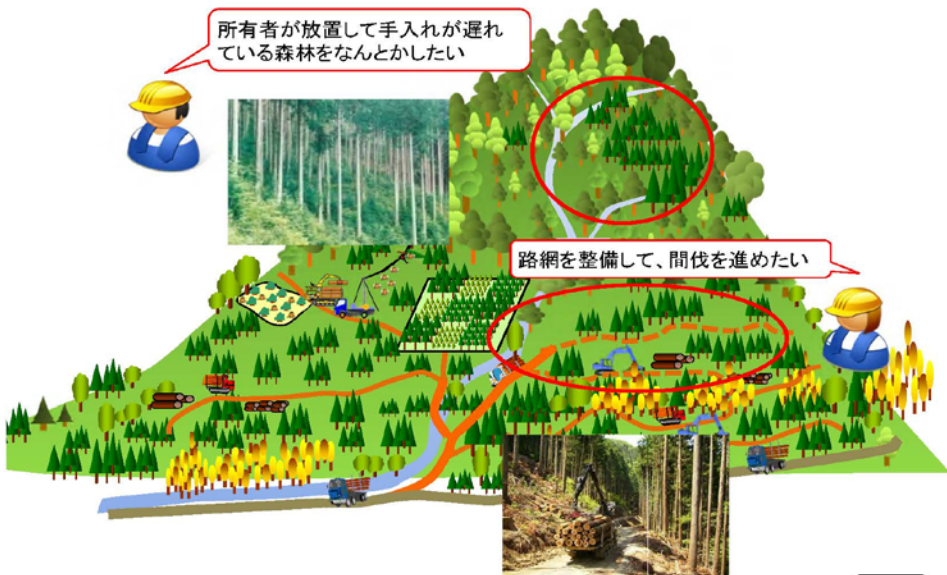 所有者が放置して手入れが遅れ
ている森林をなんとかしたい
路網を整備して、間伐を進めたい